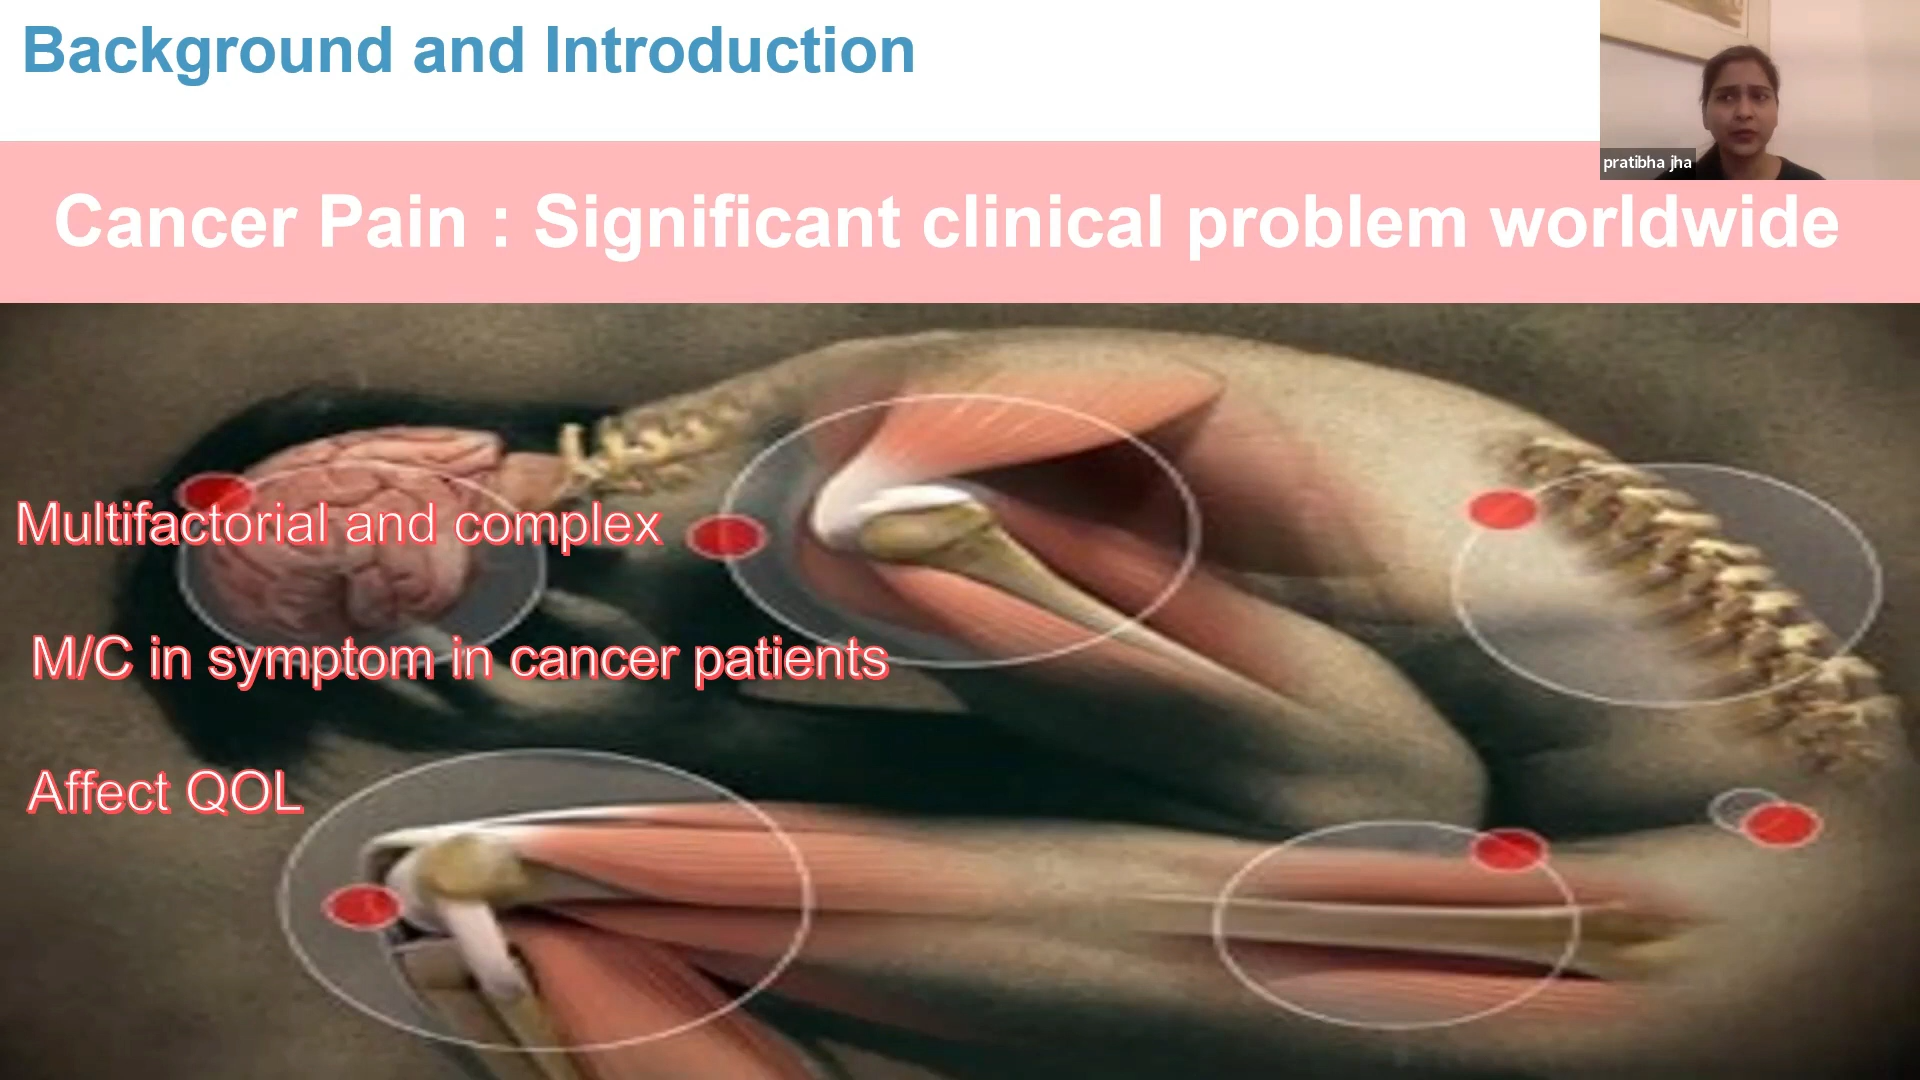 Background and Introduction
pratibha jha
Cancer Pain : Significant clinical problem worldwide
Multifactorial and complex
M/C in symptom in cancer patients
Affect QOL